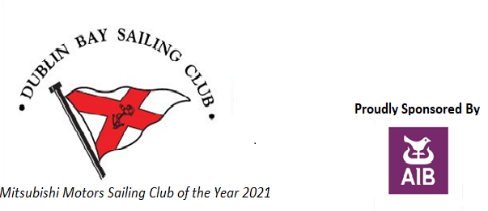 · DUBLIN BAY SAILING CLUB ·
Proudly Sponsored By
AIB
Mitsubishi Motors Sailing Club of the Year 2021